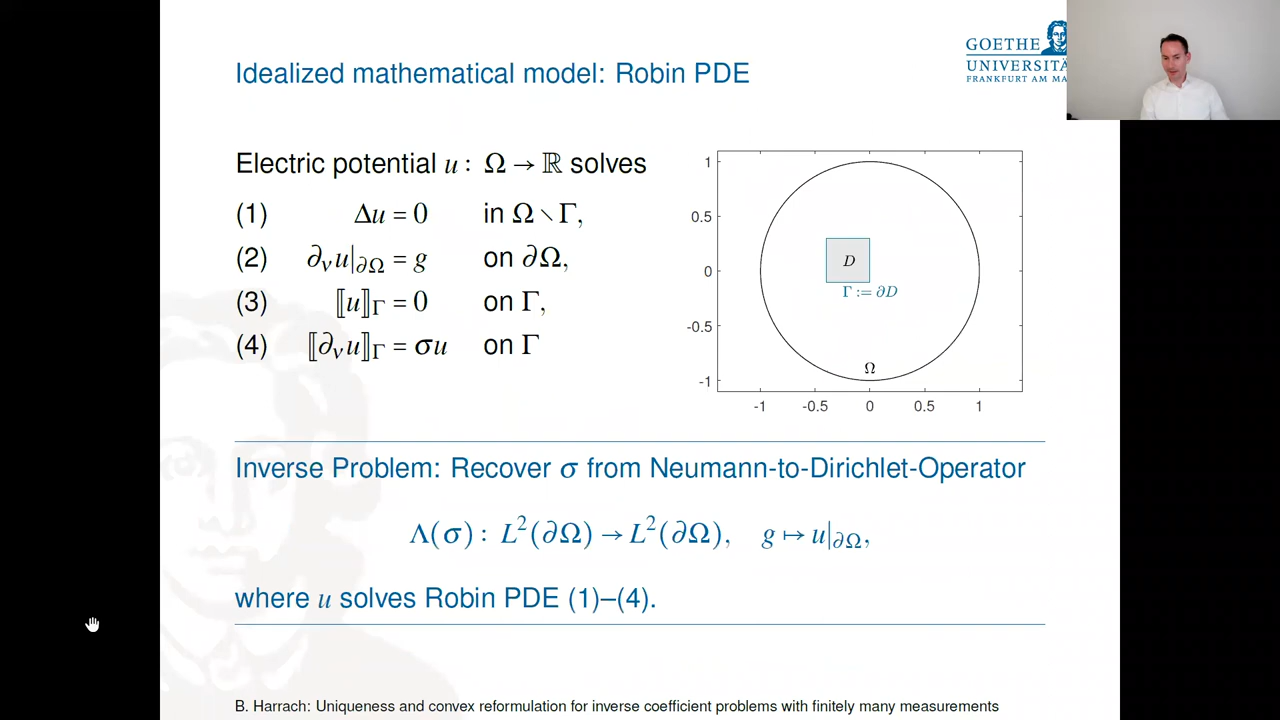 Idealized mathematical model: Robin PDE
GOETHE
UNIVERSITÄ
FRANKFURT AM MA
Electric potential u : Ω → ℝ solves
(1) Δu = 0 in Ω ∖ Γ,
(2) ∂νu|∂Ω = g on ∂Ω,
(3) ⟦u⟧Γ = 0 on Γ,
(4) ⟦∂νu⟧Γ = σu on Γ
1
0.5
0
-0.5
-1
-1 -0.5 0 0.5 1
D
Γ := ∂D
Ω
Inverse Problem: Recover σ from Neumann-to-Dirichlet-Operator
Λ(σ) : L²(∂Ω) → L²(∂Ω), g ↦ u|∂Ω,
where u solves Robin PDE (1)–(4).
B. Harrach: Uniqueness and convex reformulation for inverse coefficient problems with finitely many measurements